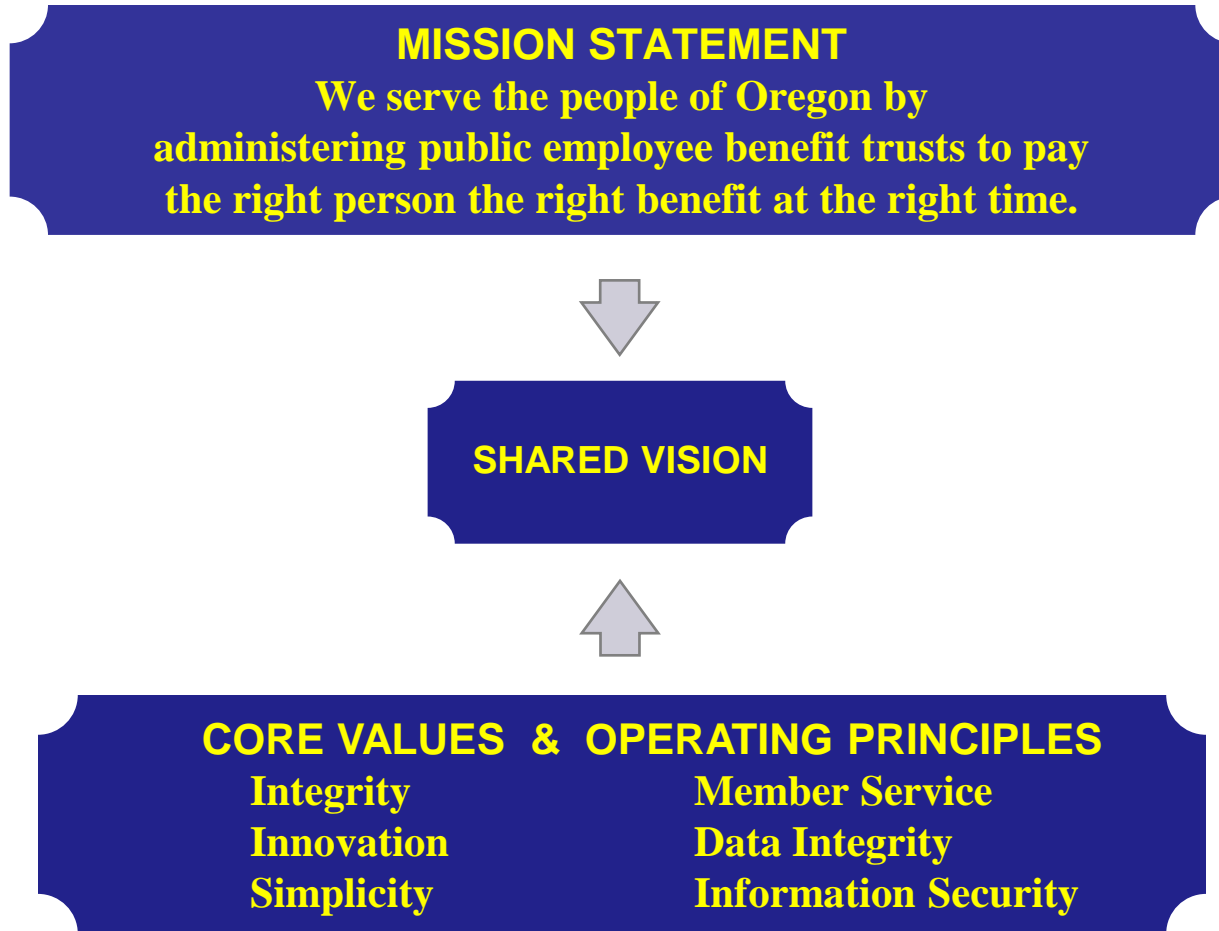 MISSION STATEMENT
We serve the people of Oregon by
administering public employee benefit trusts to pay
the right person the right benefit at the right time.
SHARED VISION
CORE VALUES & OPERATING PRINCIPLES
Integrity Member Service
Innovation Data Integrity
Simplicity Information Security